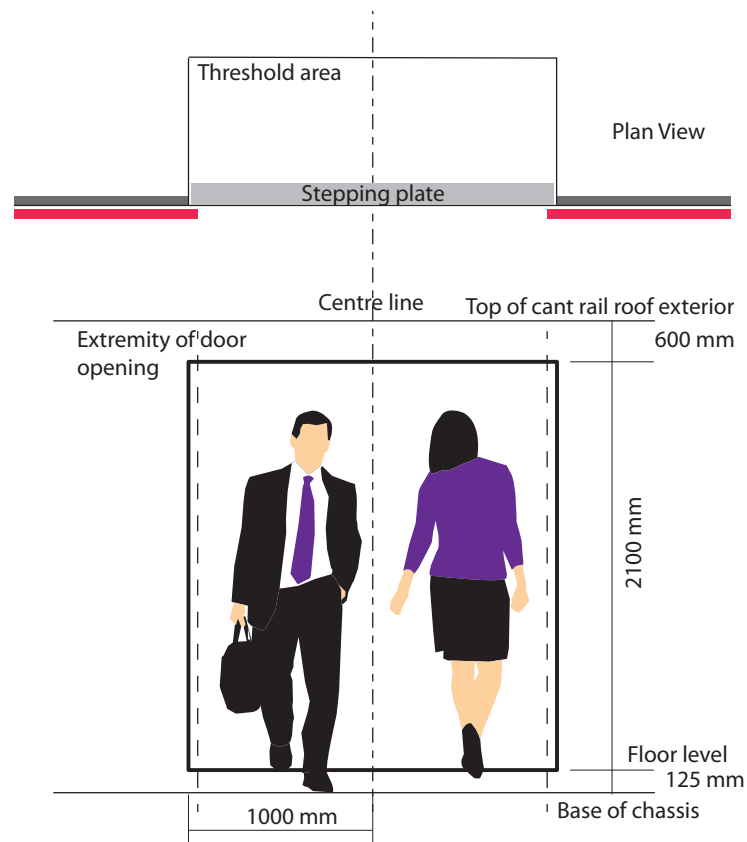 Threshold area
Plan View
Stepping plate
Centre line
Top of cant rail roof exterior
Extremity of door
opening
600 mm
2100 mm
Floor level
125 mm
1000 mm
Base of chassis